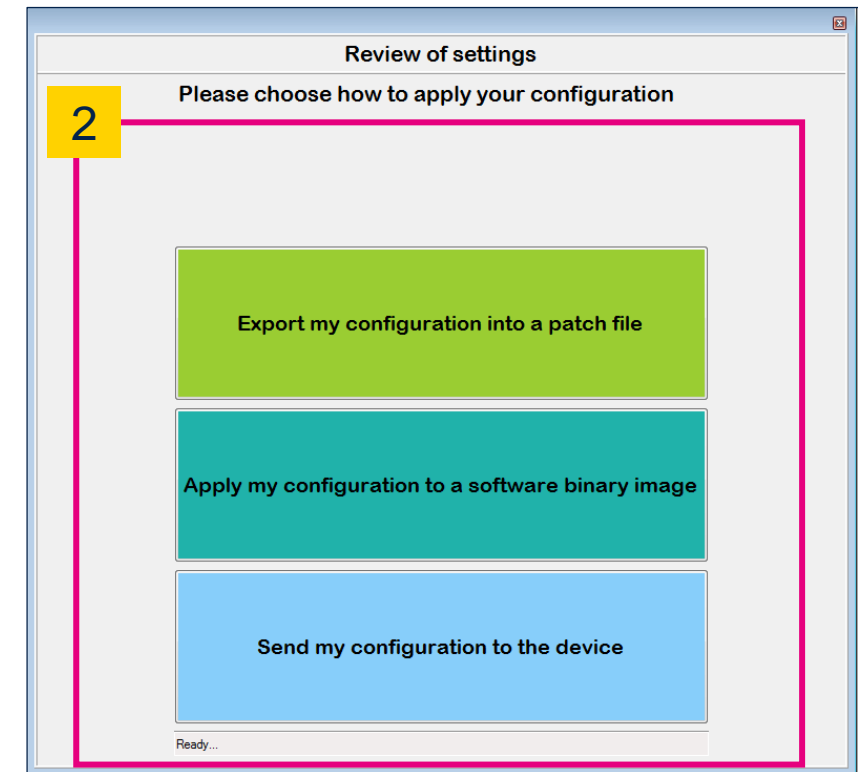 Review of settings
Please choose how to apply your configuration
2
Export my configuration into a patch file
Apply my configuration to a software binary image
Send my configuration to the device
Ready...